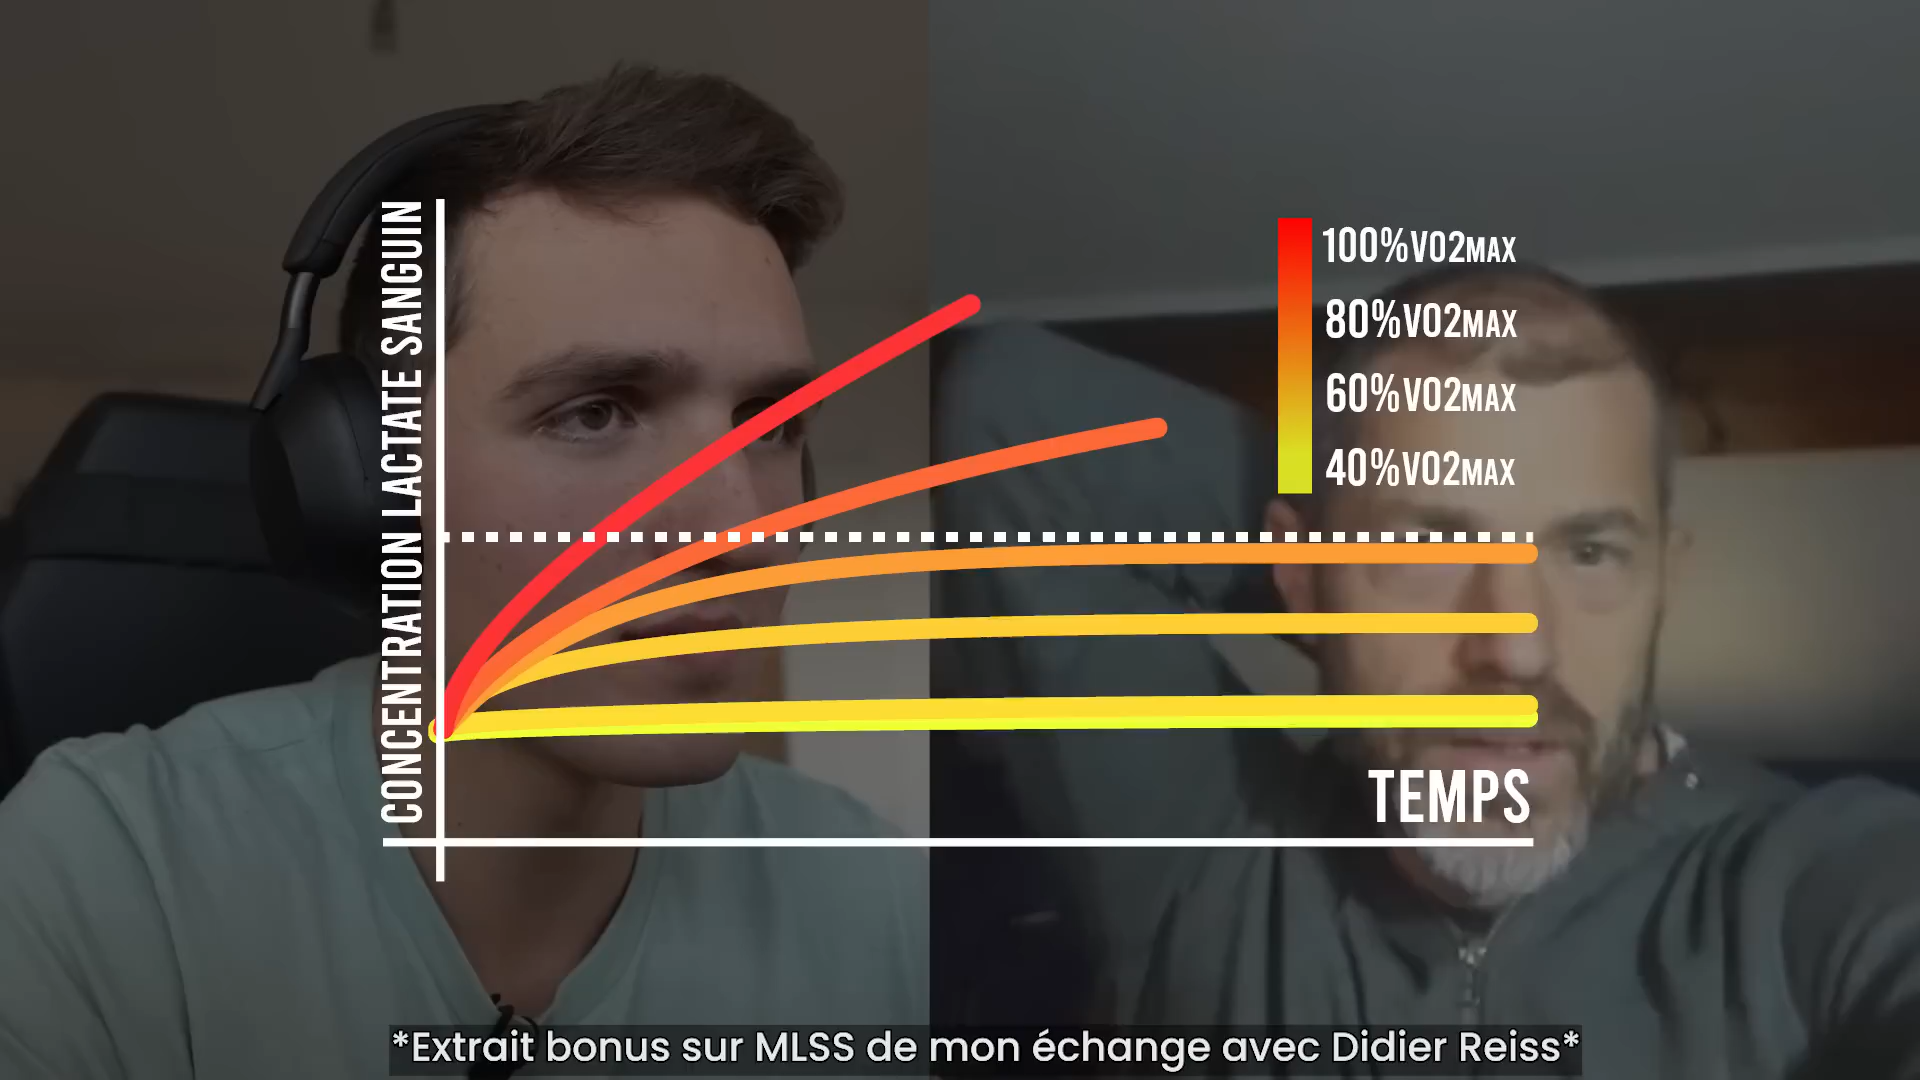 CONCENTRATION LACTATE SANGUIN
100%VO2MAX
80%VO2MAX
60%VO2MAX
40%VO2MAX
TEMPS
*Extrait bonus sur MLSS de mon échange avec Didier Reiss*